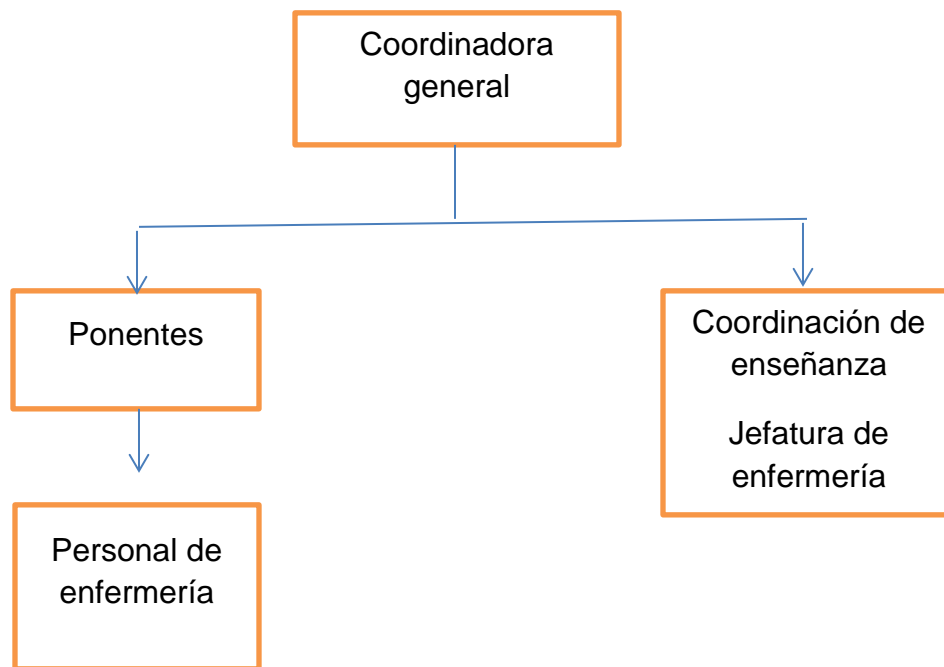 Coordinadora
general
Ponentes
Coordinación de
enseñanza
Jefatura de
enfermería
Personal de
enfermería